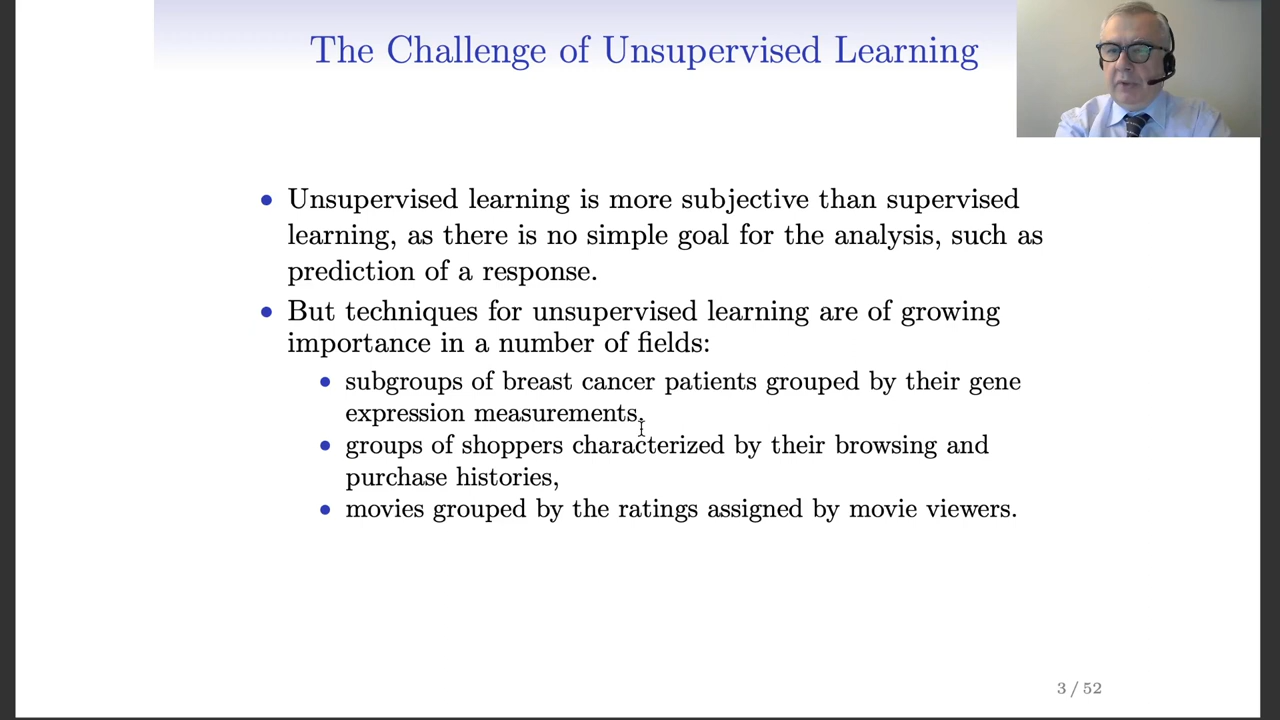 The Challenge of Unsupervised Learning
• Unsupervised learning is more subjective than supervised
learning, as there is no simple goal for the analysis, such as
prediction of a response.
• But techniques for unsupervised learning are of growing
importance in a number of fields:
• subgroups of breast cancer patients grouped by their gene
expression measurements,
• groups of shoppers characterized by their browsing and
purchase histories,
• movies grouped by the ratings assigned by movie viewers.
3 / 52